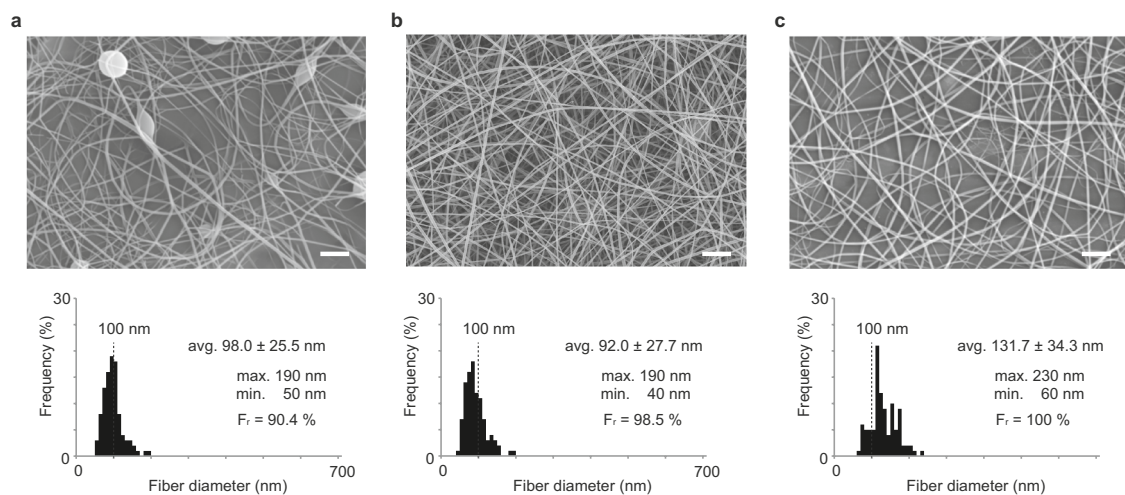 a
b
c
30
Frequency (%)
0
100 nm
avg. 98.0 ± 25.5 nm
max. 190 nm
min. 50 nm
Fr = 90.4 %
0
700
Fiber diameter (nm)
30
Frequency (%)
0
100 nm
avg. 92.0 ± 27.7 nm
max. 190 nm
min. 40 nm
Fr = 98.5 %
0
700
Fiber diameter (nm)
30
Frequency (%)
0
100 nm
avg. 131.7 ± 34.3 nm
max. 230 nm
min. 60 nm
Fr = 100 %
0
700
Fiber diameter (nm)